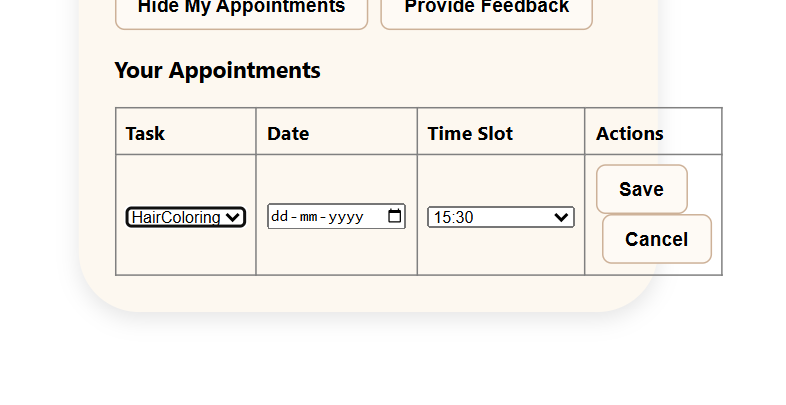 Hide My Appointments Provide Feedback
Your Appointments
Task Date Time Slot Actions
HairColoring dd-mm-yyyy 15:30 Save
Cancel